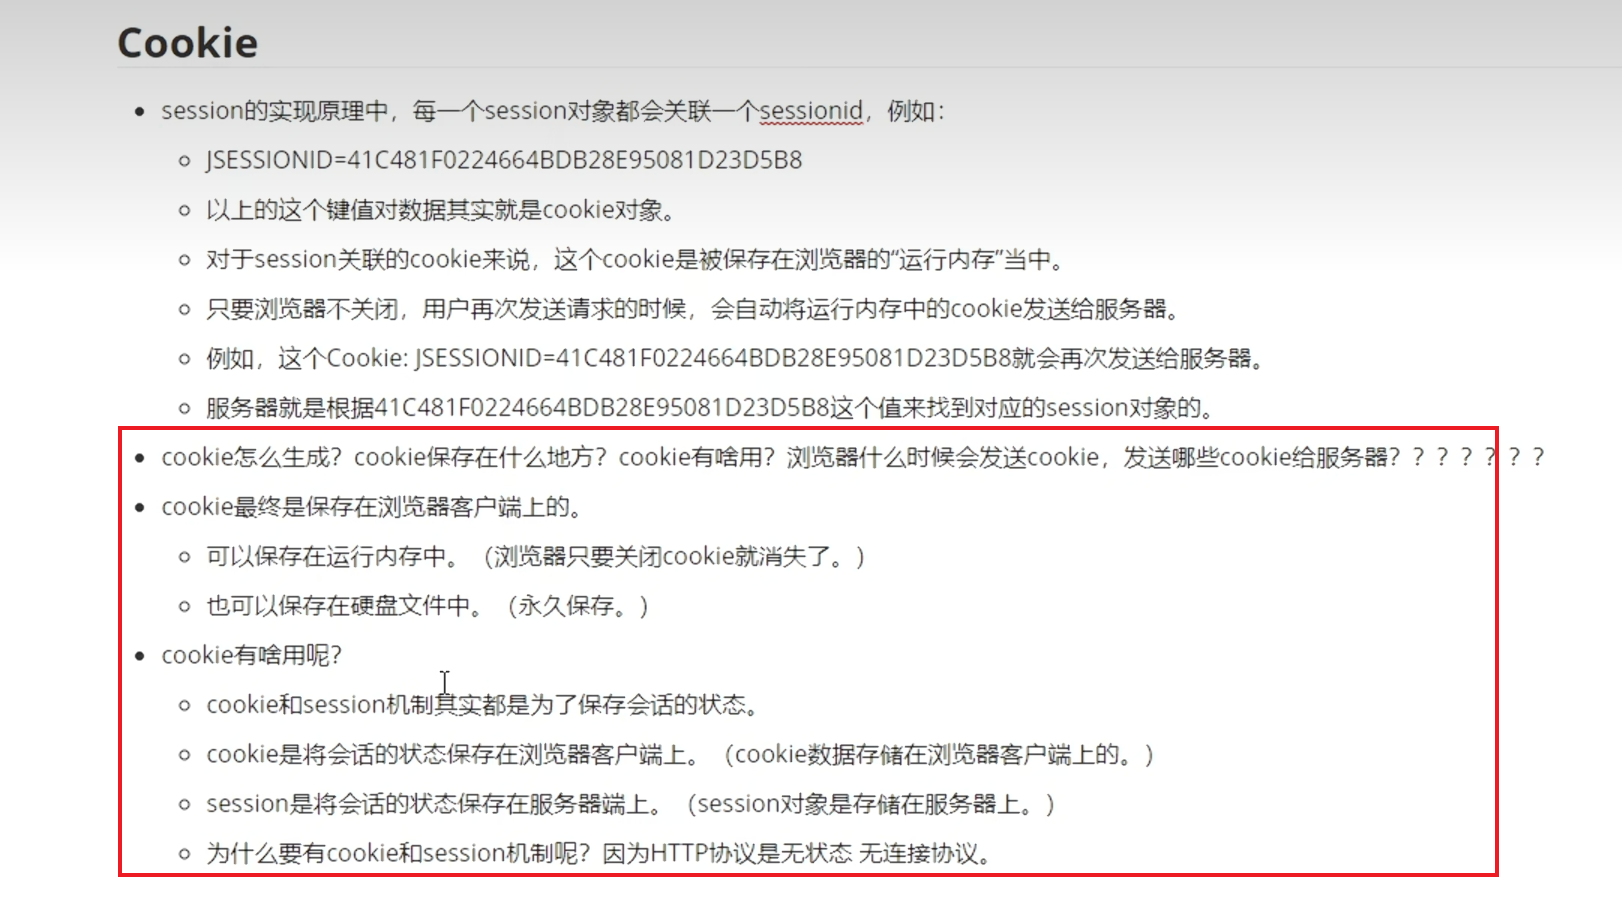 Cookie
session的实现原理中，每一个session对象都会关联一个sessionid，例如：
JSESSIONID=41C481F0224664BDB28E95081D23D5B8
以上的这个键值对数据其实就是cookie对象。
对于session关联的cookie来说，这个cookie是被保存在浏览器的“运行内存”当中。
只要浏览器不关闭，用户再次发送请求的时候，会自动将运行内存中的cookie发送给服务器。
例如，这个Cookie: JSESSIONID=41C481F0224664BDB28E95081D23D5B8就会再次发送给服务器。
服务器就是根据41C481F0224664BDB28E95081D23D5B8这个值来找到对应的session对象的。
cookie怎么生成？cookie保存在什么地方？cookie有啥用？浏览器什么时候会发送cookie，发送哪些cookie给服务器？？？？？？？
cookie最终是保存在浏览器客户端上的。
可以保存在运行内存中。（浏览器只要关闭cookie就消失了。）
也可以保存在硬盘文件中。（永久保存。）
cookie有啥用呢？
cookie和session机制其实都是为了保存会话的状态。
cookie是将会话的状态保存在浏览器客户端上。（cookie数据存储在浏览器客户端上的。）
session是将会话的状态保存在服务器端上。（session对象是存储在服务器上。）
为什么要有cookie和session机制呢？因为HTTP协议是无状态 无连接协议。